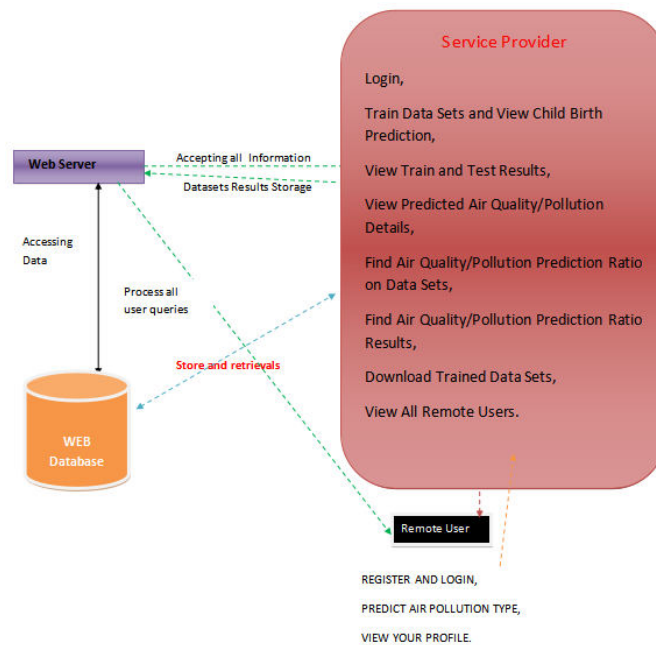 Service Provider
Login,
Train Data Sets and View Child Birth
Prediction,
View Train and Test Results,
View Predicted Air Quality/Pollution
Details,
Find Air Quality/Pollution Prediction Ratio
on Data Sets,
Find Air Quality/Pollution Prediction Ratio
Results,
Download Trained Data Sets,
View All Remote Users.
Web Server
Accepting all Information
Datasets Results Storage
Accessing
Data
Process all
user queries
Store and retrievals
WEB
Database
Remote User
REGISTER AND LOGIN,
PREDICT AIR POLLUTION TYPE,
VIEW YOUR PROFILE.